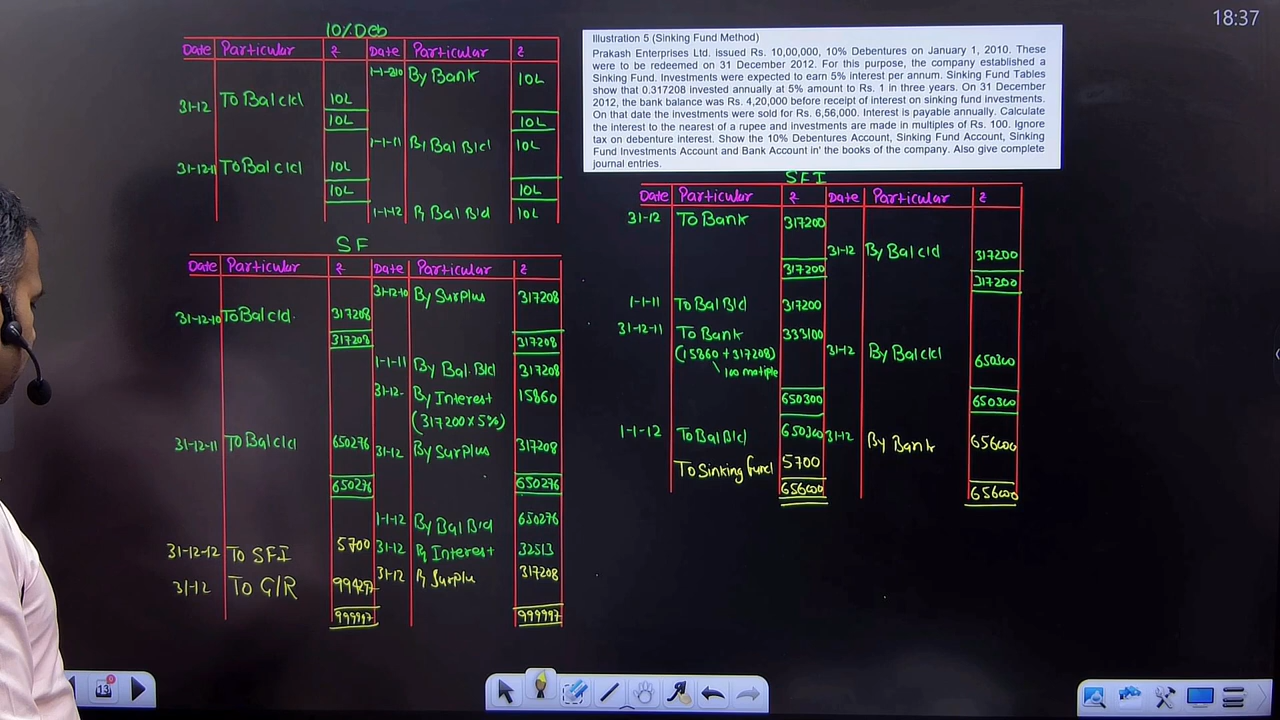 18:37
10% Deb
Date Particular ₹ Date Particular ₹
1-1-210 By Bank 10L
31-12 To Bal c/d 10L
10L 10L
1-1-11 By Bal B/d 10L
31-12-11 To Bal c/d 10L
10L 10L
1-1-12 By Bal B/d 10L
SF
Date Particular ₹ Date Particular ₹
31-12-10 By Surplus 317208
31-12-10 To Bal c/d. 317208
317208 317208
1-1-11 By Bal. B/d 317208
31-12- By Interest 15860
(317200 x 5%)
31-12-11 To Bal c/d 650276 31-12 By Surplus 317208
650276 650276
1-1-12 By Bal B/d 650276
31-12-12 To SFI 5700 31-12 By Interest 32513
31-12 To G/R 31-12 By Surplu 317208
999997 999997
Illustration 5 (Sinking Fund Method)
Prakash Enterprises Ltd. issued Rs. 10,00,000, 10% Debentures on January 1, 2010. These
were to be redeemed on 31 December 2012. For this purpose, the company established a
Sinking Fund. Investments were expected to earn 5% interest per annum. Sinking Fund Tables
show that 0.317208 invested annually at 5% amount to Rs. 1 in three years. On 31 December
2012, the bank balance was Rs. 4,20,000 before receipt of interest on sinking fund investments.
On that date the investments were sold for Rs. 6,56,000. Interest is payable annually. Calculate
the interest to the nearest of a rupee and investments are made in multiples of Rs. 100. Ignore
tax on debenture interest. Show the 10% Debentures Account, Sinking Fund Account, Sinking
Fund Investments Account and Bank Account in' the books of the company. Also give complete
journal entries.
SFI
Date Particular ₹ Date Particular ₹
31-12 To Bank 317200
31-12 By Bal c/d 317200
317200 317200
1-1-11 To Bal B/d 317200
31-12-11 To Bank 333100
(15860 + 317208) 31-12 By Bal c/d 650300
100 motiple
650300 650300
1-1-12 To Bal B/d 650300 31-12 By Bank 656000
To Sinking fund 5700
656000 656000
13